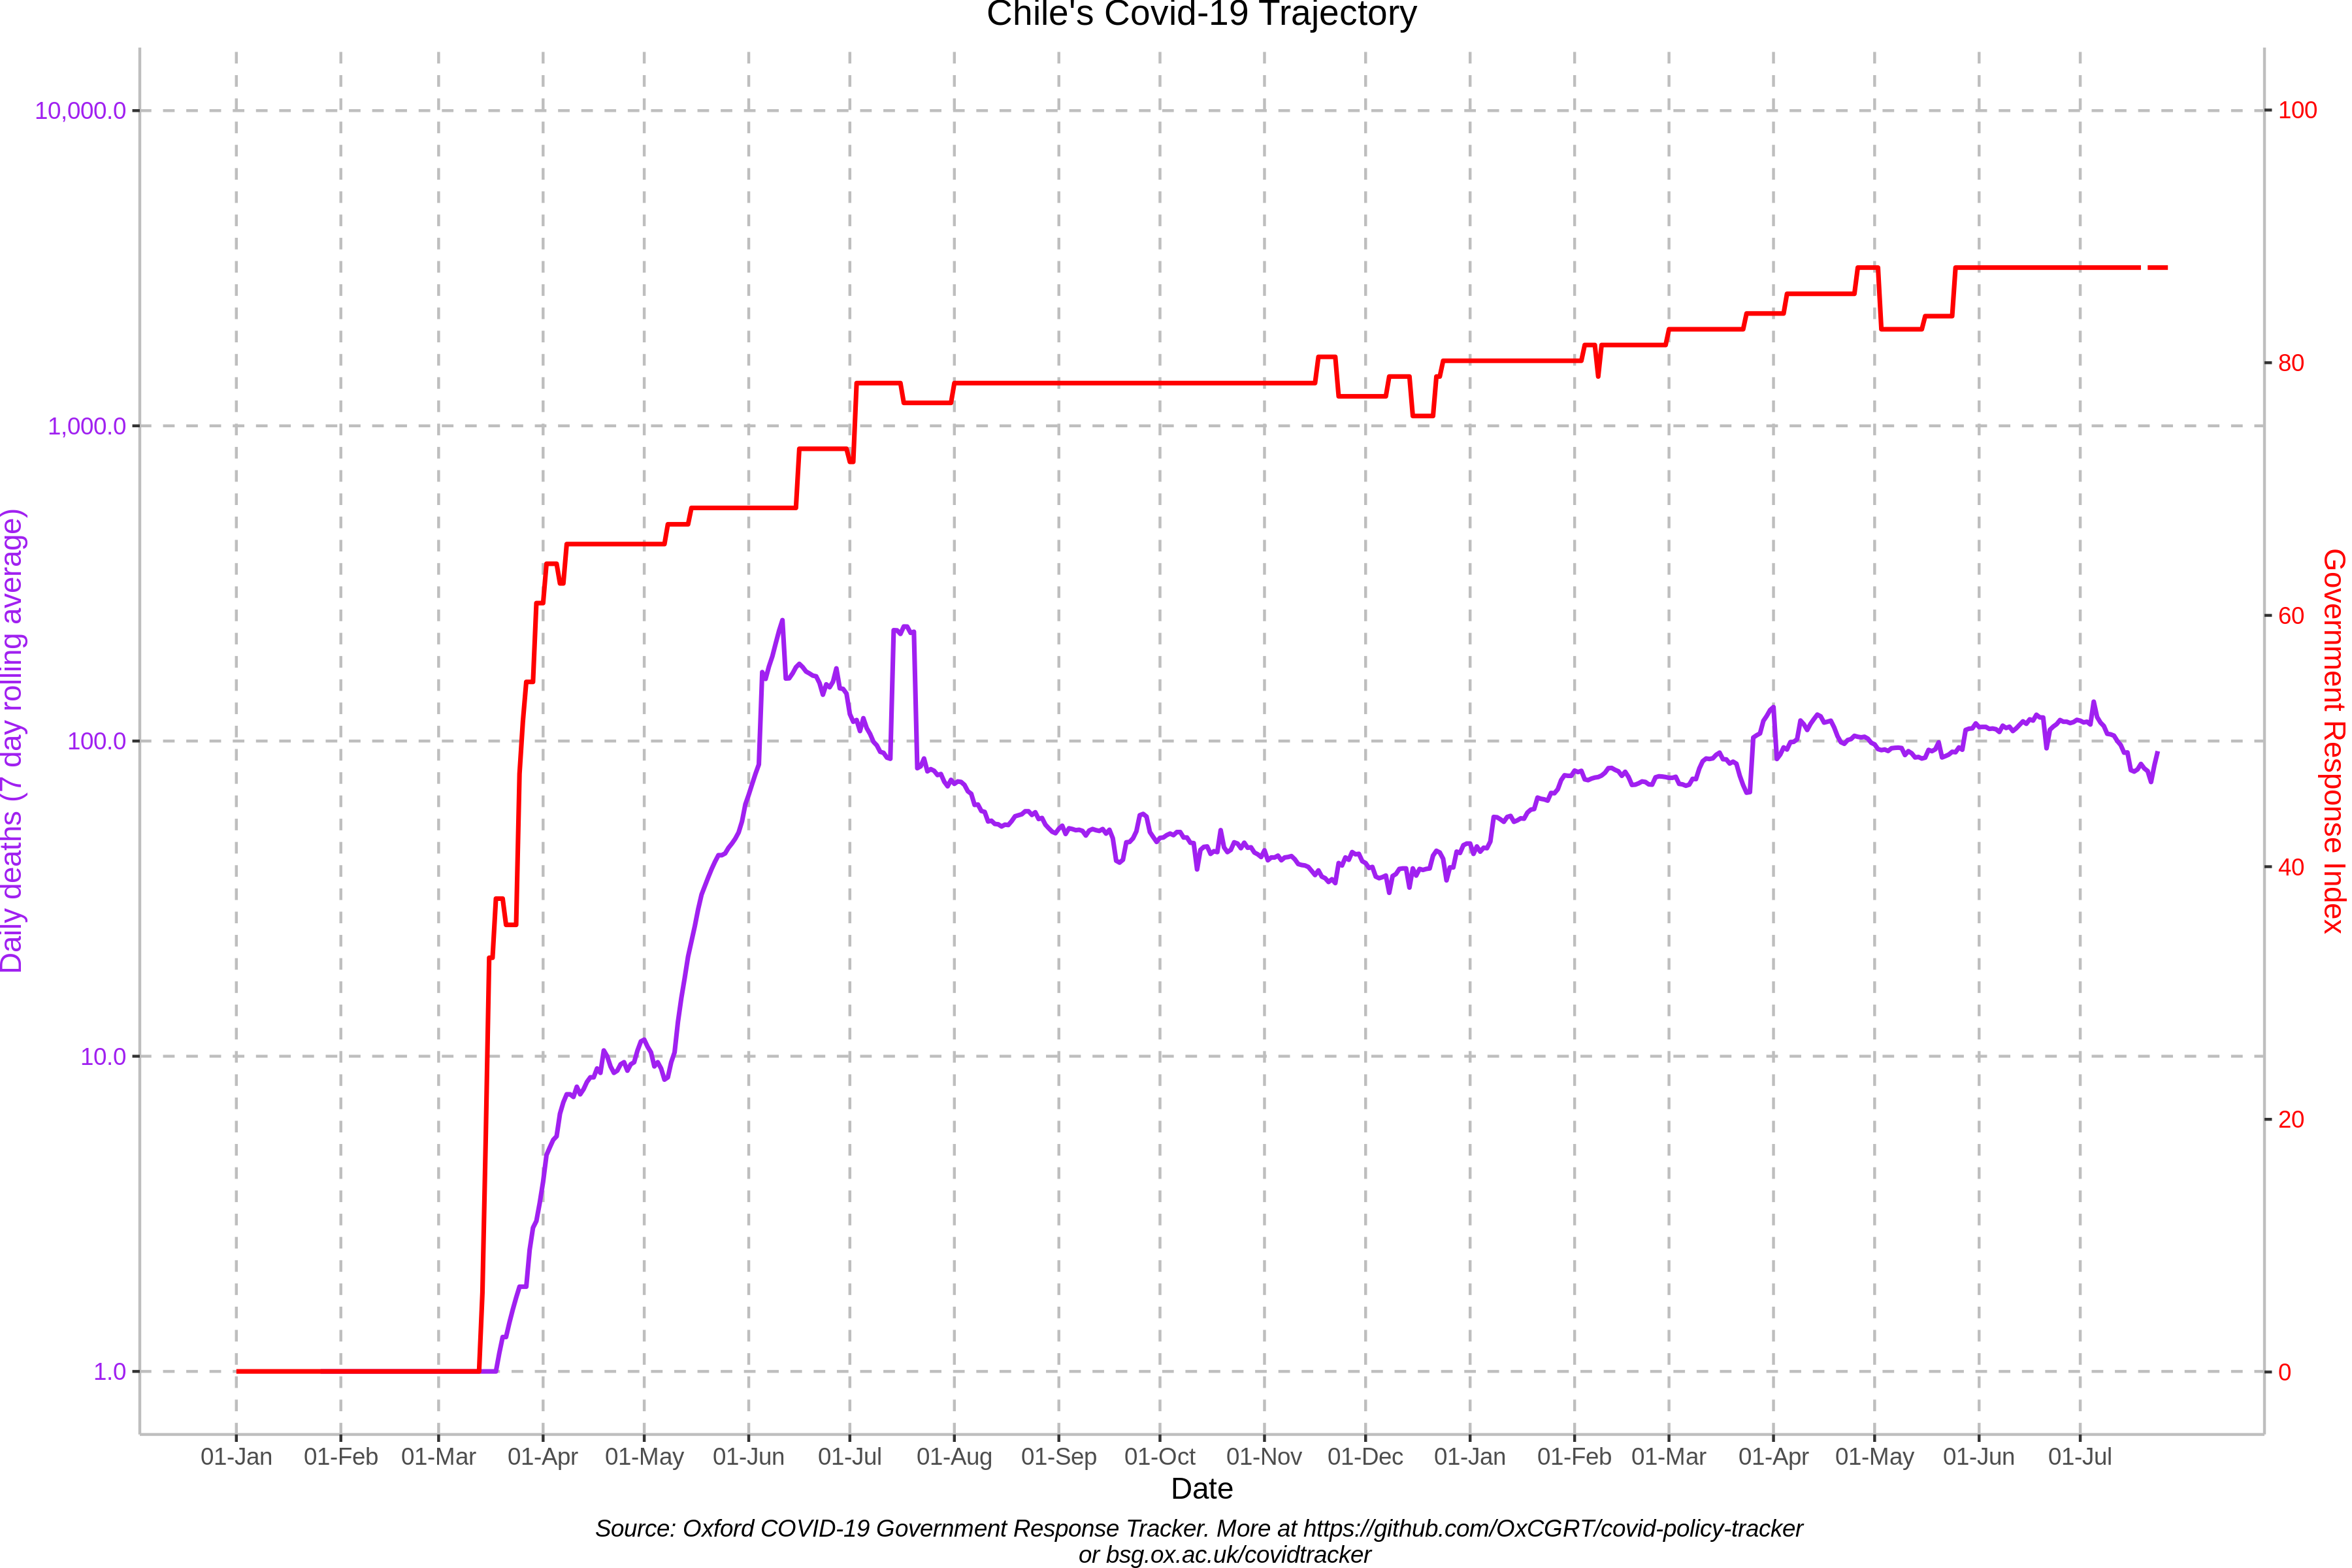 Chile's Covid-19 Trajectory
10,000.0
1,000.0
100.0
10.0
1.0
Daily deaths (7 day rolling average)
100
80
60
40
20
0
Government Response Index
01-Jan 01-Feb 01-Mar 01-Apr 01-May 01-Jun 01-Jul 01-Aug 01-Sep 01-Oct 01-Nov 01-Dec 01-Jan 01-Feb 01-Mar 01-Apr 01-May 01-Jun 01-Jul
Date
Source: Oxford COVID-19 Government Response Tracker. More at https://github.com/OxCGRT/covid-policy-tracker
or bsg.ox.ac.uk/covidtracker